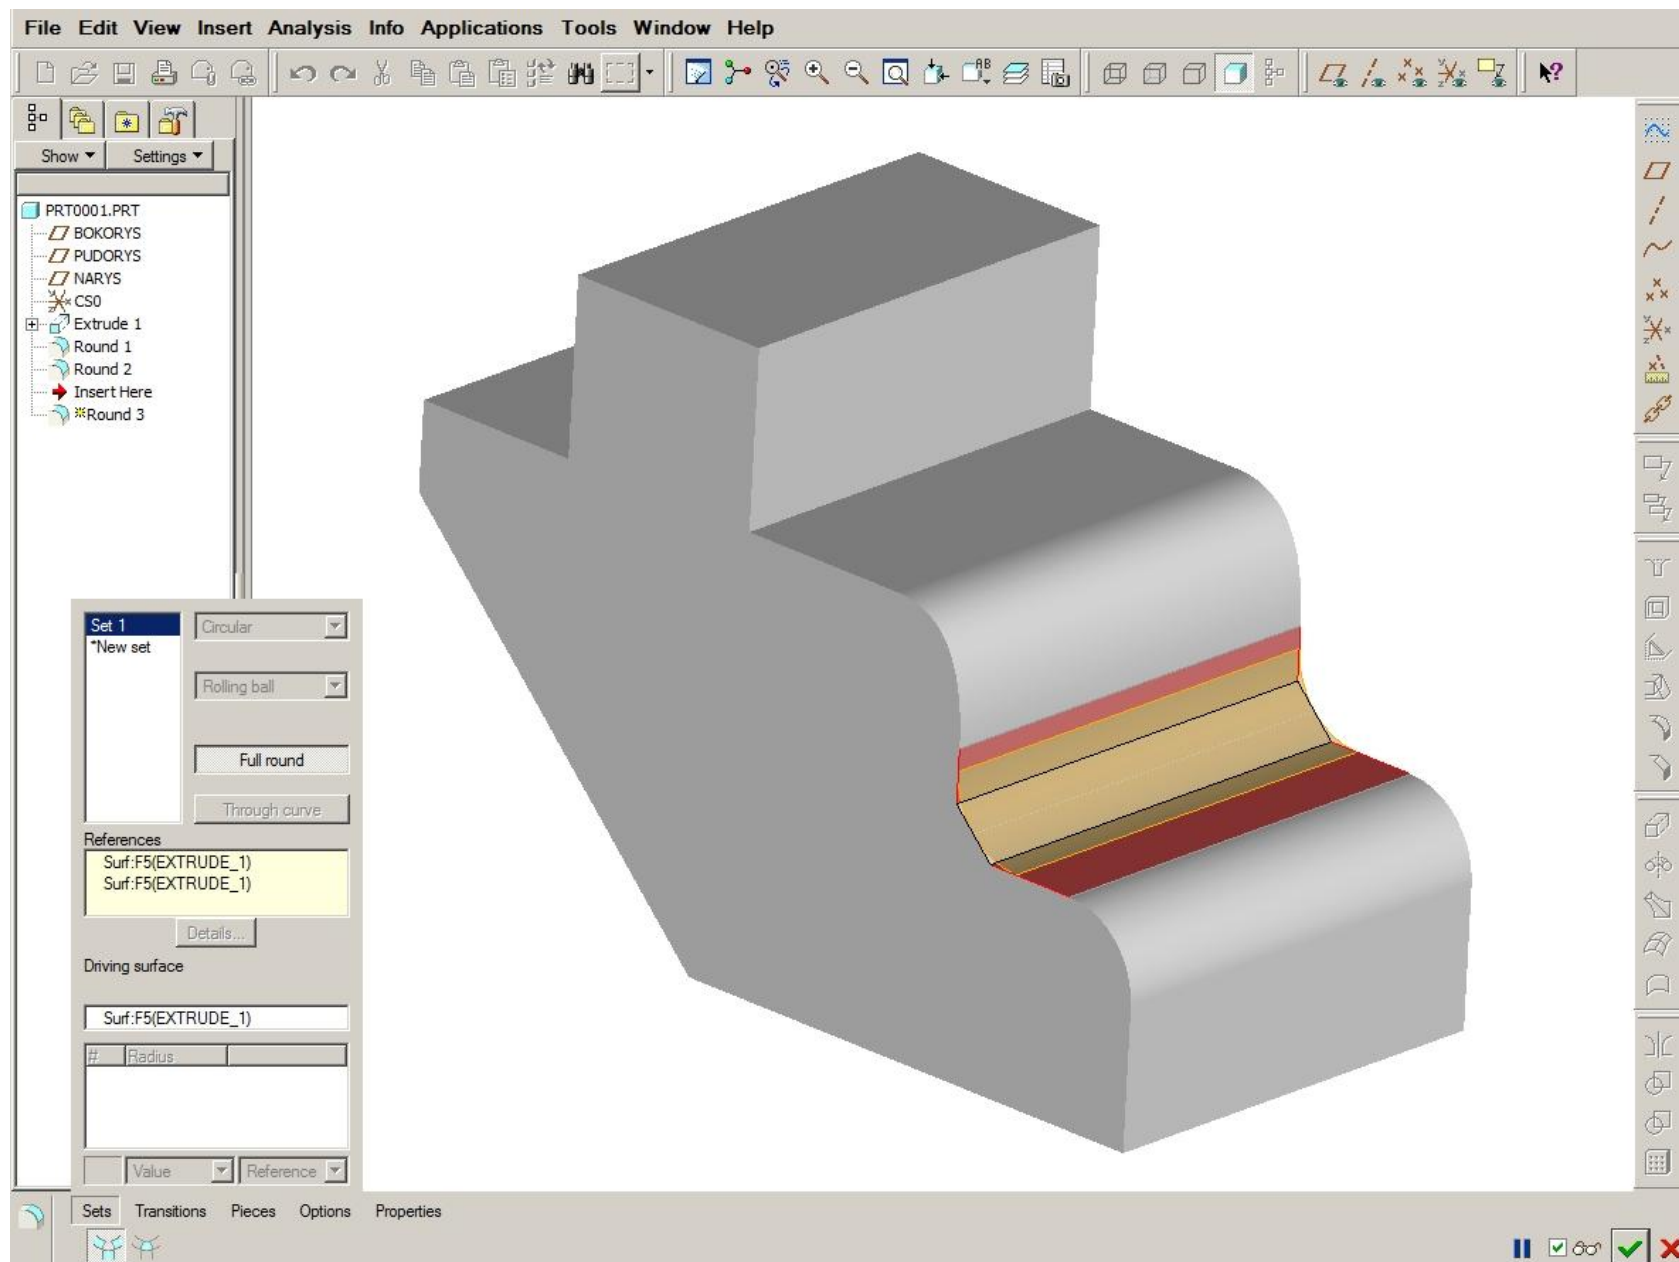 File Edit View Insert Analysis Info Applications Tools Window Help
AB
Show Settings
PRT0001.PRT
BOKORYS
PUDORYS
NARYS
CS0
Extrude 1
Round 1
Round 2
Insert Here
Round 3
Set 1
*New set
Circular
Rolling ball
Full round
Through curve
References
Surf:F5(EXTRUDE_1)
Surf:F5(EXTRUDE_1)
Details...
Driving surface
Surf:F5(EXTRUDE_1)
# Radius
Value Reference
Sets Transitions Pieces Options Properties